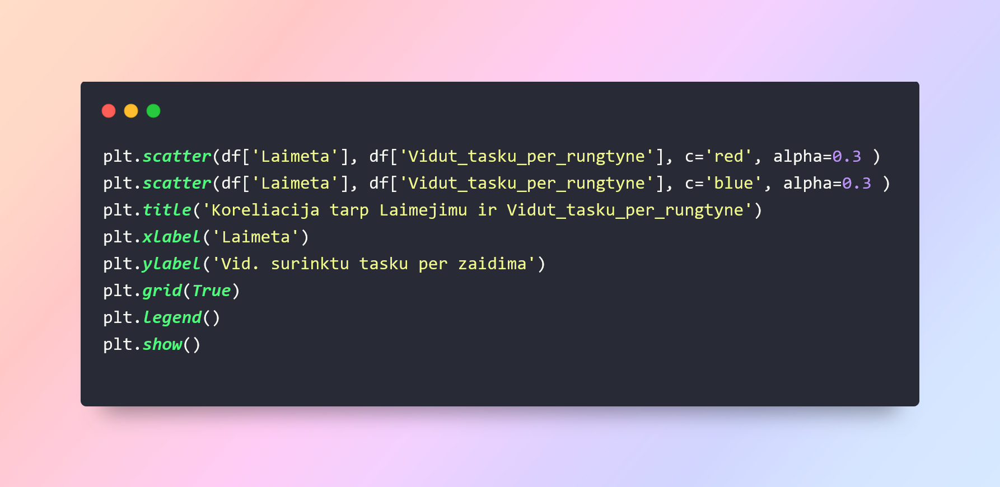 plt.scatter(df['Laimeta'], df['Vidut_tasku_per_rungtyne'], c='red', alpha=0.3 )
plt.scatter(df['Laimeta'], df['Vidut_tasku_per_rungtyne'], c='blue', alpha=0.3 )
plt.title('Koreliacija tarp Laimejimu ir Vidut_tasku_per_rungtyne')
plt.xlabel('Laimeta')
plt.ylabel('Vid. surinktu tasku per zaidima')
plt.grid(True)
plt.legend()
plt.show()